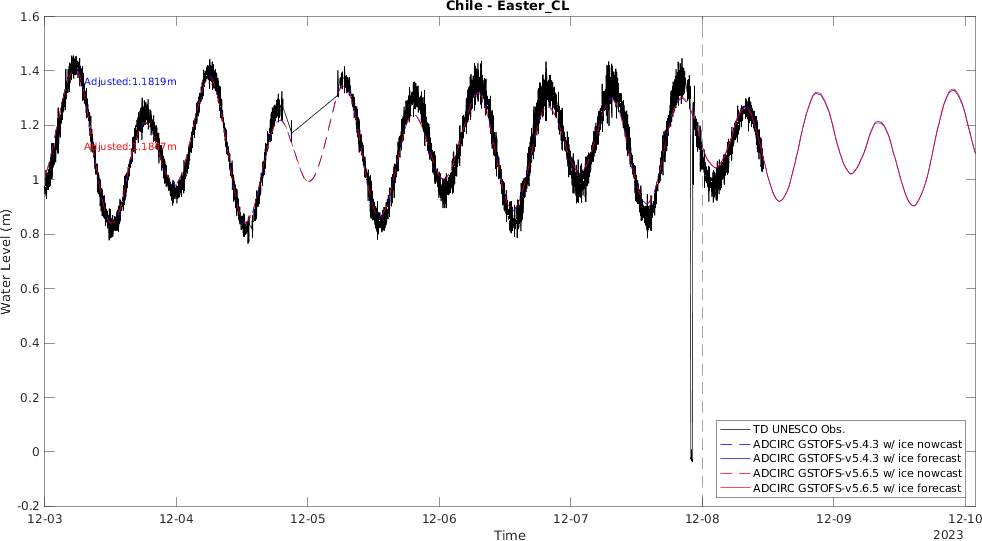 Chile - Easter_CL
1.6
1.4
1.2
1
0.8
0.6
0.4
0.2
0
-0.2
Water Level (m)
Adjusted:1.1819m
TD UNESCO Obs.
ADCIRC GSTOFS-v5.4.3 w/ ice nowcast
ADCIRC GSTOFS-v5.4.3 w/ ice forecast
ADCIRC GSTOFS-v5.6.5 w/ ice nowcast
ADCIRC GSTOFS-v5.6.5 w/ ice forecast
12-03 12-04 12-05 12-06 12-07 12-08 12-09 12-10
Time
2023